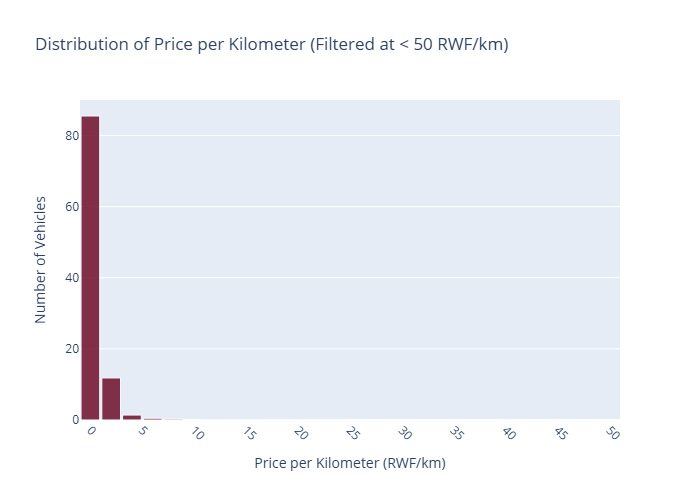 Distribution of Price per Kilometer (Filtered at < 50 RWF/km)
80
60
40
20
0
Number of Vehicles
0 5 10 15 20 25 30 35 40 45 50
Price per Kilometer (RWF/km)